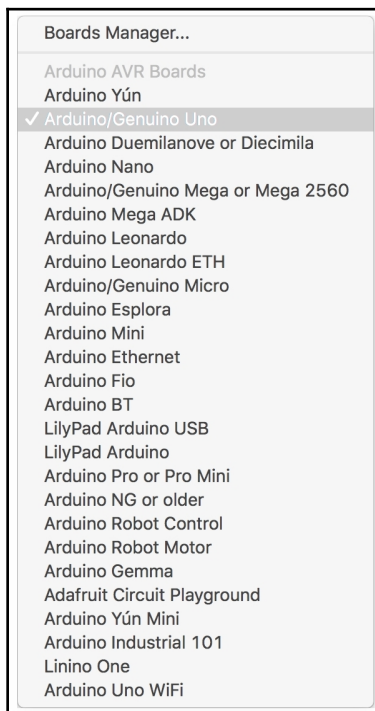 Boards Manager...
Arduino AVR Boards
Arduino Yún
✓ Arduino/Genuino Uno
Arduino Duemilanove or Diecimila
Arduino Nano
Arduino/Genuino Mega or Mega 2560
Arduino Mega ADK
Arduino Leonardo
Arduino Leonardo ETH
Arduino/Genuino Micro
Arduino Esplora
Arduino Mini
Arduino Ethernet
Arduino Fio
Arduino BT
LilyPad Arduino USB
LilyPad Arduino
Arduino Pro or Pro Mini
Arduino NG or older
Arduino Robot Control
Arduino Robot Motor
Arduino Gemma
Adafruit Circuit Playground
Arduino Yún Mini
Arduino Industrial 101
Linino One
Arduino Uno WiFi